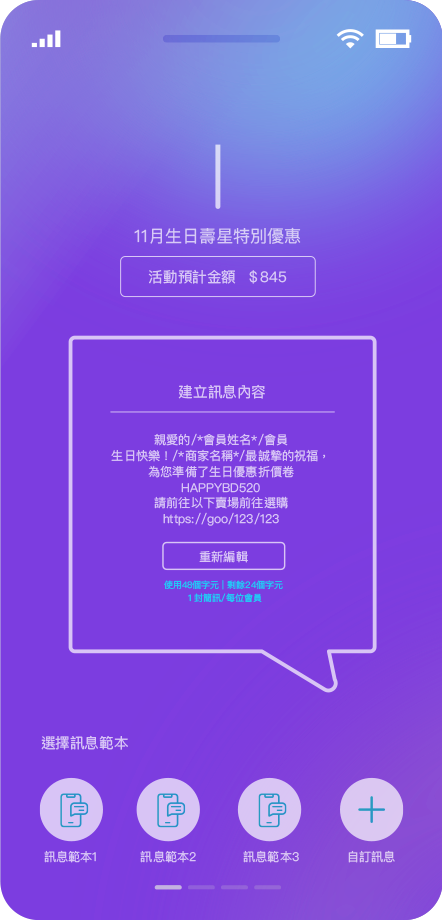 11月生日壽星特別優惠
活動預計金額 $845
建立訊息內容
親愛的/*會員姓名*/會員
生日快樂！/*商家名稱*/最誠摯的祝福，
為您準備了生日優惠折價卷
HAPPYBD520
請前往以下賣場前往選購
https://goo/123/123
重新編輯
使用46個字元 | 剩餘24個字元
1封簡訊/每位會員
選擇訊息範本
訊息範本1
訊息範本2
訊息範本3
自訂訊息